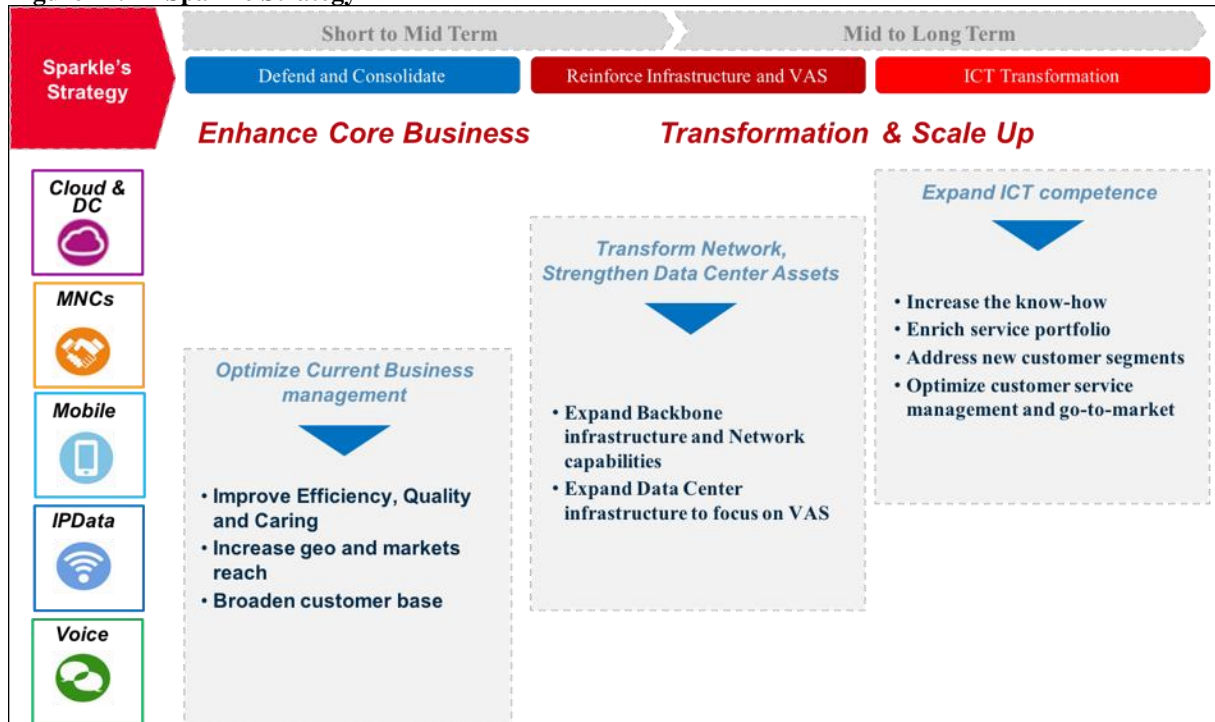 Sparkle Strategy
Sparkle's
Strategy
Short to Mid Term
Mid to Long Term
Defend and Consolidate
Reinforce Infrastructure and VAS
ICT Transformation
Enhance Core Business
Transformation & Scale Up
Cloud &
DC
MNCs
Mobile
IPData
Voice
Optimize Current Business
management
• Improve Efficiency, Quality
and Caring
• Increase geo and markets
reach
• Broaden customer base
Transform Network,
Strengthen Data Center Assets
• Expand Backbone
infrastructure and Network
capabilities
• Expand Data Center
infrastructure to focus on VAS
Expand ICT competence
• Increase the know-how
• Enrich service portfolio
• Address new customer segments
• Optimize customer service
management and go-to-market